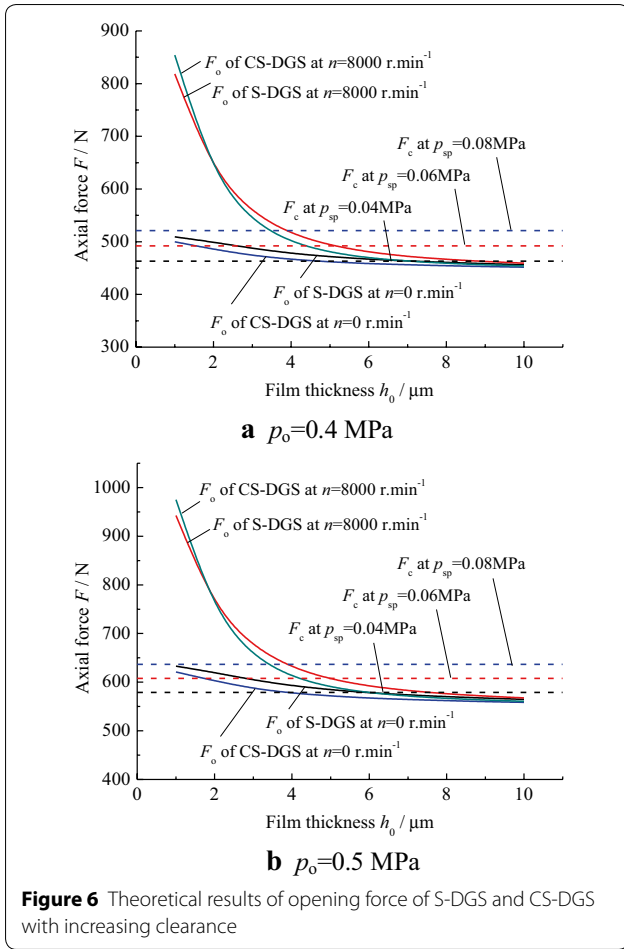 900
800
700
600
500
400
300
Axial force F / N
F_o of CS-DGS at n=8000 r.min⁻¹
F_o of S-DGS at n=8000 r.min⁻¹
F_c at p_sp=0.08MPa
F_c at p_sp=0.06MPa
F_c at p_sp=0.04MPa
F_o of S-DGS at n=0 r.min⁻¹
F_o of CS-DGS at n=0 r.min⁻¹
0 2 4 6 8 10
Film thickness h_0 / μm
a p_o=0.4 MPa
1000
900
800
700
600
500
400
Axial force F / N
F_o of CS-DGS at n=8000 r.min⁻¹
F_o of S-DGS at n=8000 r.min⁻¹
F_c at p_sp=0.08MPa
F_c at p_sp=0.06MPa
F_c at p_sp=0.04MPa
F_o of S-DGS at n=0 r.min⁻¹
F_o of CS-DGS at n=0 r.min⁻¹
0 2 4 6 8 10
Film thickness h_0 / μm
b p_o=0.5 MPa
Figure 6 Theoretical results of opening force of S-DGS and CS-DGS
with increasing clearance